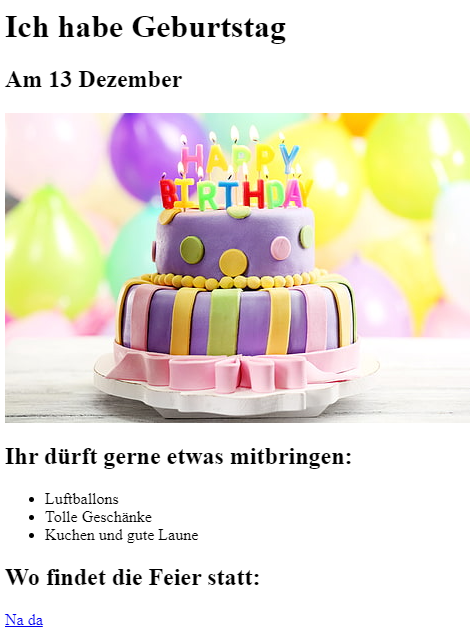 Ich habe Geburtstag
Am 13 Dezember
HAPPY
BIRTHDAY
Ihr dürft gerne etwas mitbringen:
Luftballons
Tolle Geschänke
Kuchen und gute Laune
Wo findet die Feier statt:
Na da